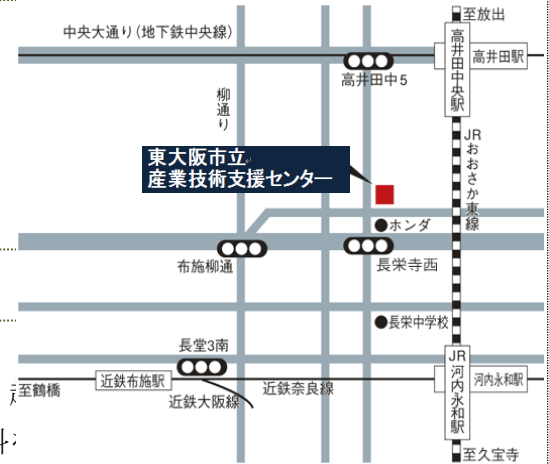 至放出
中央大通り(地下鉄中央線)
高井田中央駅
高井田駅
高井田中5
柳通り
JRおおさか東線
東大阪市立
産業技術支援センター
ホンダ
布施柳通
長栄寺西
長栄中学校
長堂3南
JR
河内永和駅
河内永和駅
近鉄布施駅
至鶴橋
近鉄奈良線
近鉄大阪線
至久宝寺